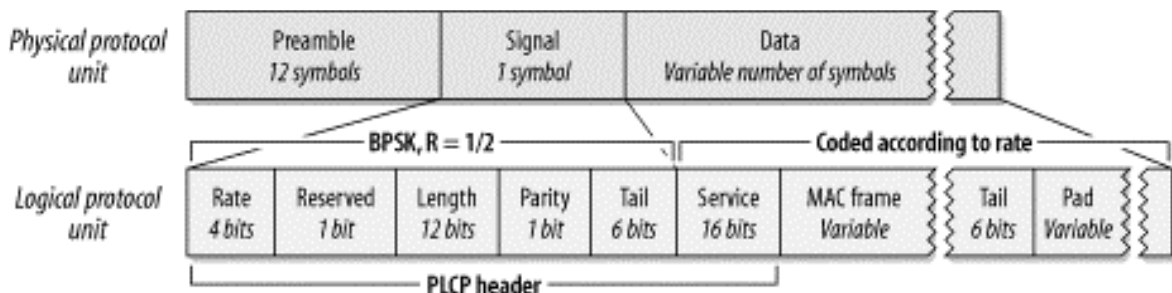 Physical protocol
unit
Preamble
12 symbols
Signal
1 symbol
Data
Variable number of symbols
BPSK, R = 1/2
Coded according to rate
Logical protocol
unit
Rate
4 bits
Reserved
1 bit
Length
12 bits
Parity
1 bit
Tail
6 bits
Service
16 bits
MAC frame
Variable
Tail
6 bits
Pad
Variable
PLCP header